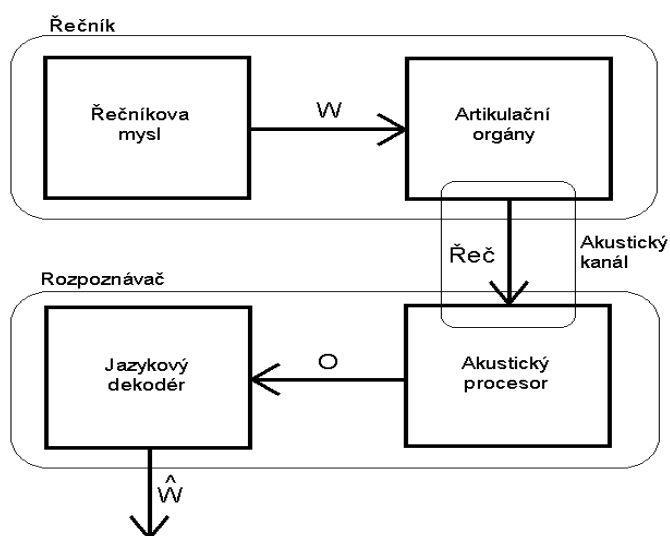 Řečník
Řečníkova
mysl
W
Artikulační
orgány
Řeč
Akustický
kanál
Rozpoznávač
Jazykový
dekodér
O
Akustický
procesor
Ŵ